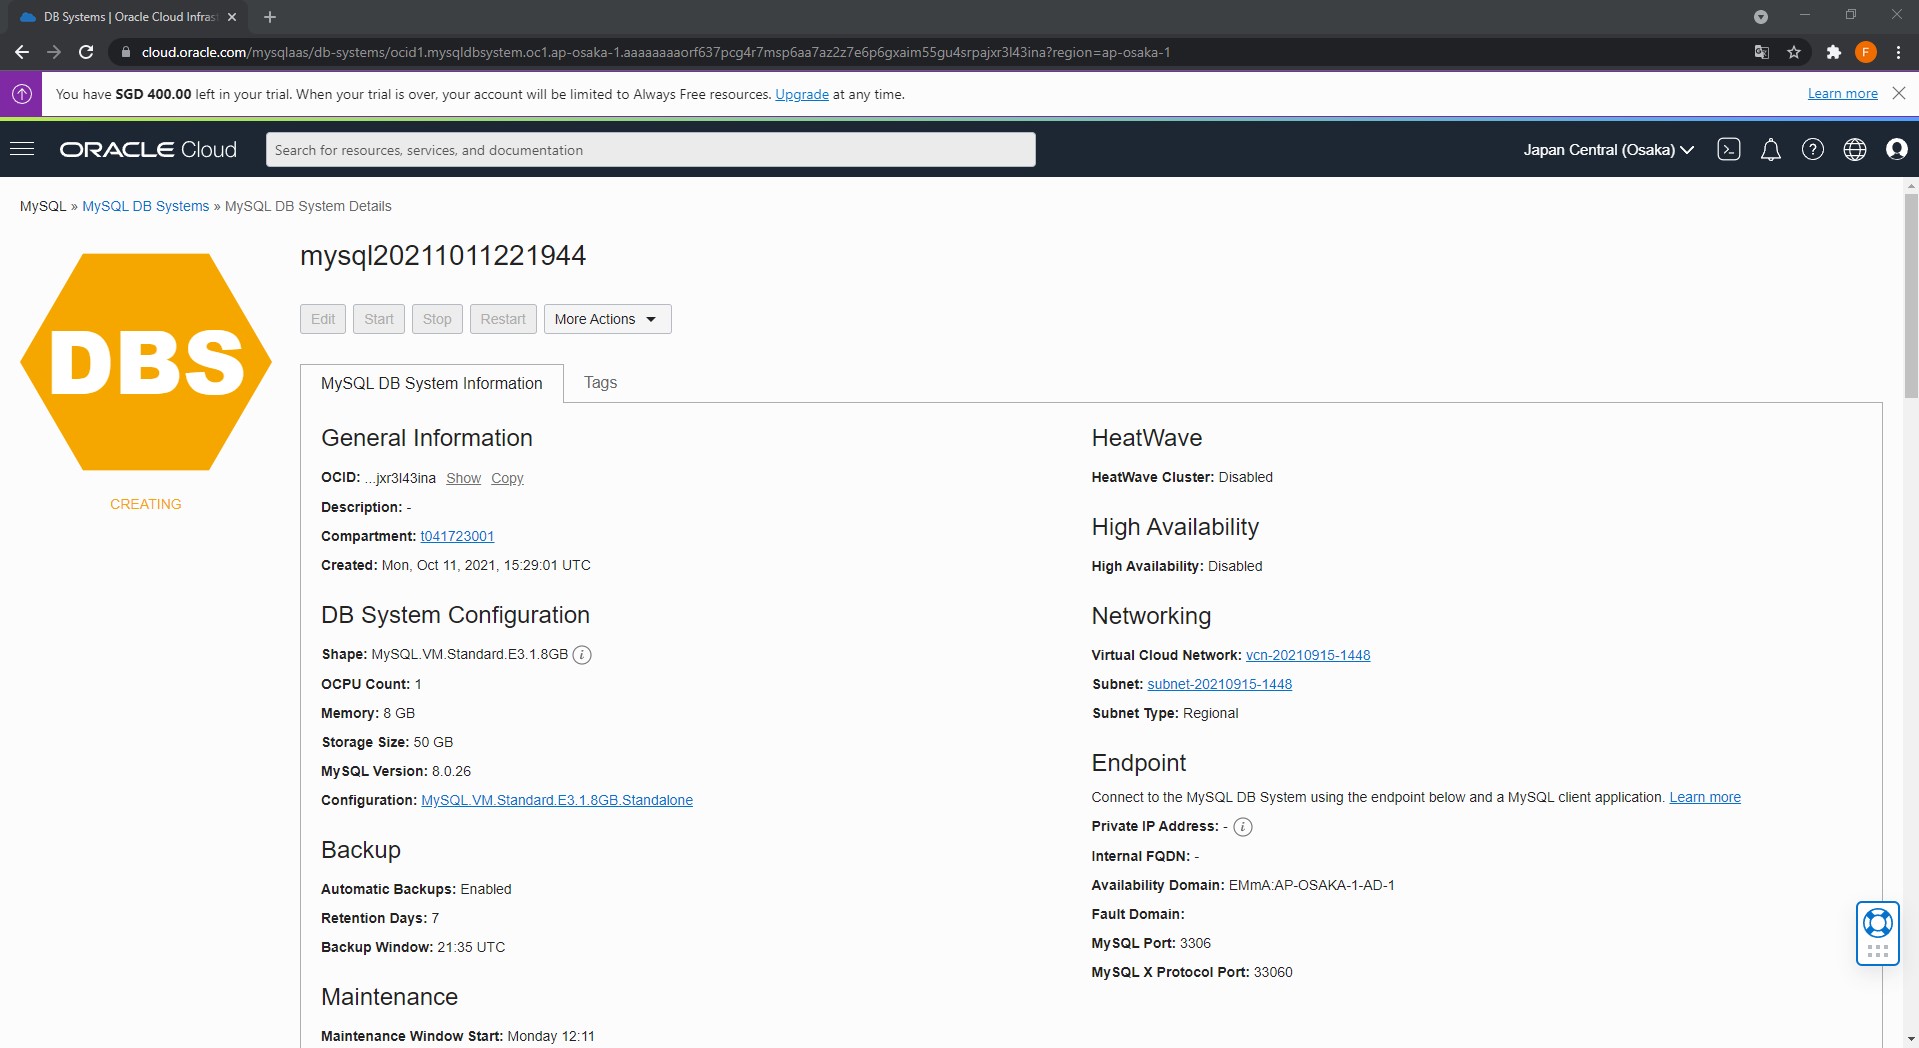 DB Systems | Oracle Cloud Infras
cloud.oracle.com/mysqlaas/db-systems/ocid1.mysqldbsystem.oc1.ap-osaka-1.aaaaaaaaorf637pcg4r7msp6aa7az2z7e6p6gxaim55gu4srpajxr3l43ina?region=ap-osaka-1
F
You have SGD 400.00 left in your trial. When your trial is over, your account will be limited to Always Free resources. Upgrade at any time.
Learn more
ORACLE Cloud
Search for resources, services, and documentation
Japan Central (Osaka)
MySQL » MySQL DB Systems » MySQL DB System Details
DBS
CREATING
mysql20211011221944
Edit Start Stop Restart More Actions
MySQL DB System Information Tags
General Information
OCID: ...jxr3l43ina Show Copy
Description: -
Compartment: t041723001
Created: Mon, Oct 11, 2021, 15:29:01 UTC
DB System Configuration
Shape: MySQL.VM.Standard.E3.1.8GB
OCPU Count: 1
Memory: 8 GB
Storage Size: 50 GB
MySQL Version: 8.0.26
Configuration: MySQL.VM.Standard.E3.1.8GB.Standalone
Backup
Automatic Backups: Enabled
Retention Days: 7
Backup Window: 21:35 UTC
Maintenance
Maintenance Window Start: Monday 12:11
HeatWave
HeatWave Cluster: Disabled
High Availability
High Availability: Disabled
Networking
Virtual Cloud Network: vcn-20210915-1448
Subnet: subnet-20210915-1448
Subnet Type: Regional
Endpoint
Connect to the MySQL DB System using the endpoint below and a MySQL client application. Learn more
Private IP Address: -
Internal FQDN: -
Availability Domain: EMmA:AP-OSAKA-1-AD-1
Fault Domain:
MySQL Port: 3306
MySQL X Protocol Port: 33060